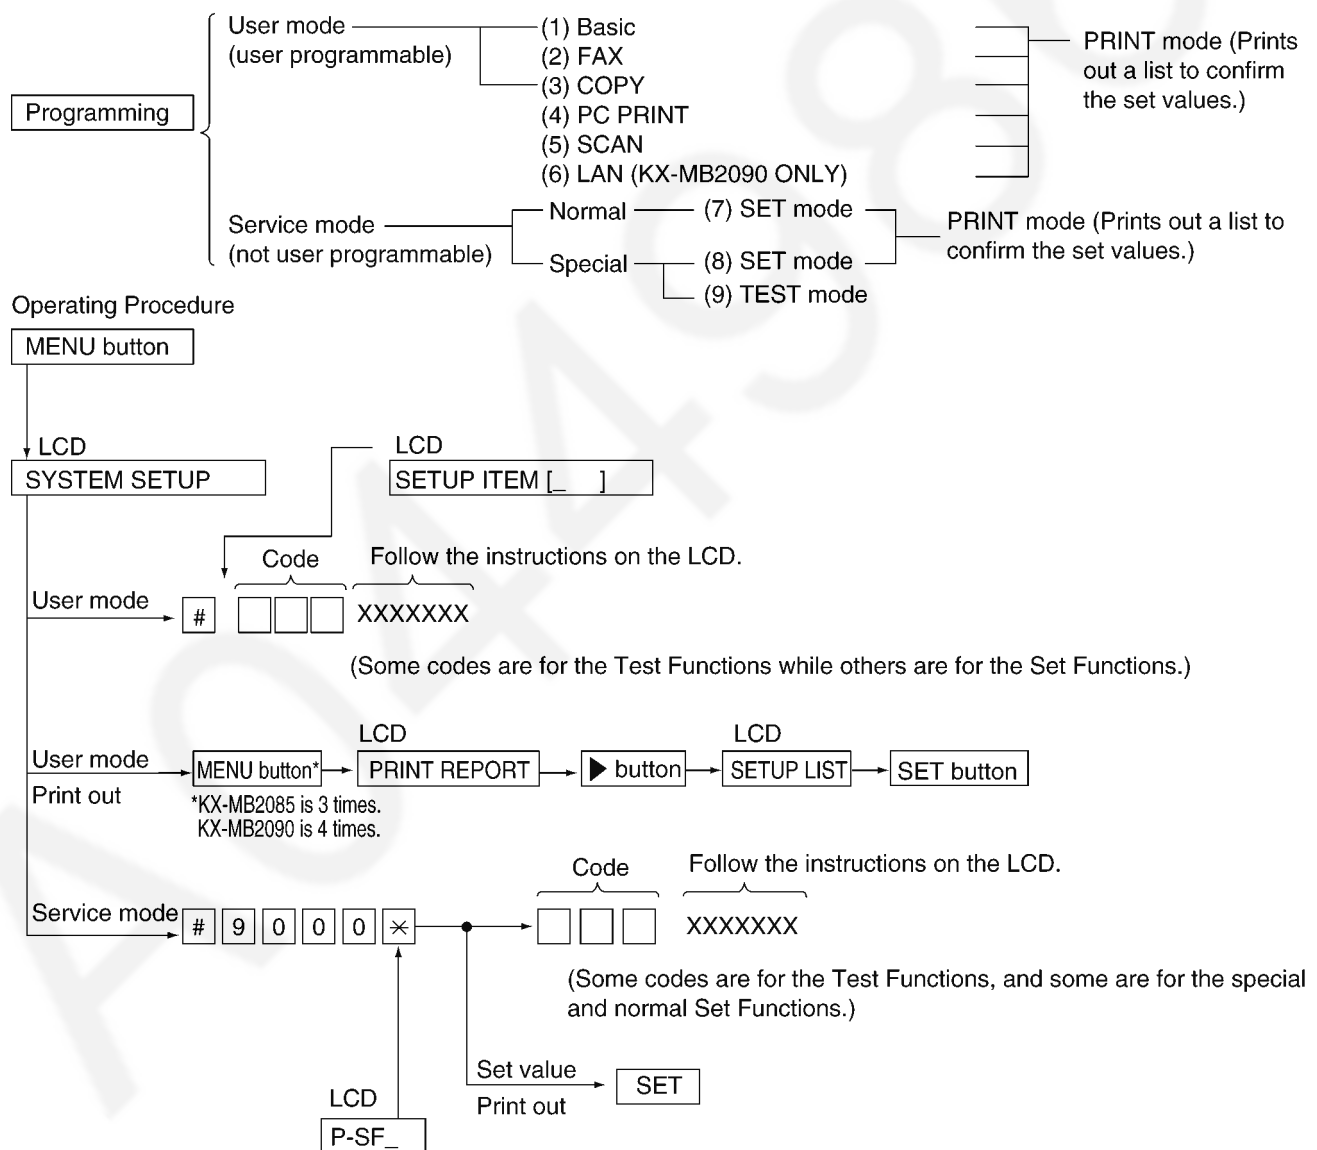 User mode (1) Basic
(user programmable) (2) FAX
(3) COPY
Programming (4) PC PRINT
(5) SCAN
(6) LAN (KX-MB2090 ONLY)
PRINT mode (Prints
out a list to confirm
the set values.)
Service mode Normal (7) SET mode
(not user programmable) Special (8) SET mode
(9) TEST mode
PRINT mode (Prints out a list to
confirm the set values.)
Operating Procedure
MENU button
LCD
SYSTEM SETUP
LCD
SETUP ITEM [_ ]
Code Follow the instructions on the LCD.
User mode # XXXXXXX
(Some codes are for the Test Functions while others are for the Set Functions.)
LCD LCD
User mode MENU button* PRINT REPORT ▶ button SETUP LIST SET button
Print out
*KX-MB2085 is 3 times.
KX-MB2090 is 4 times.
Code Follow the instructions on the LCD.
Service mode # 9 0 0 0 * XXXXXXX
(Some codes are for the Test Functions, and some are for the special
and normal Set Functions.)
Set value SET
Print out
LCD
P-SF_
A04498